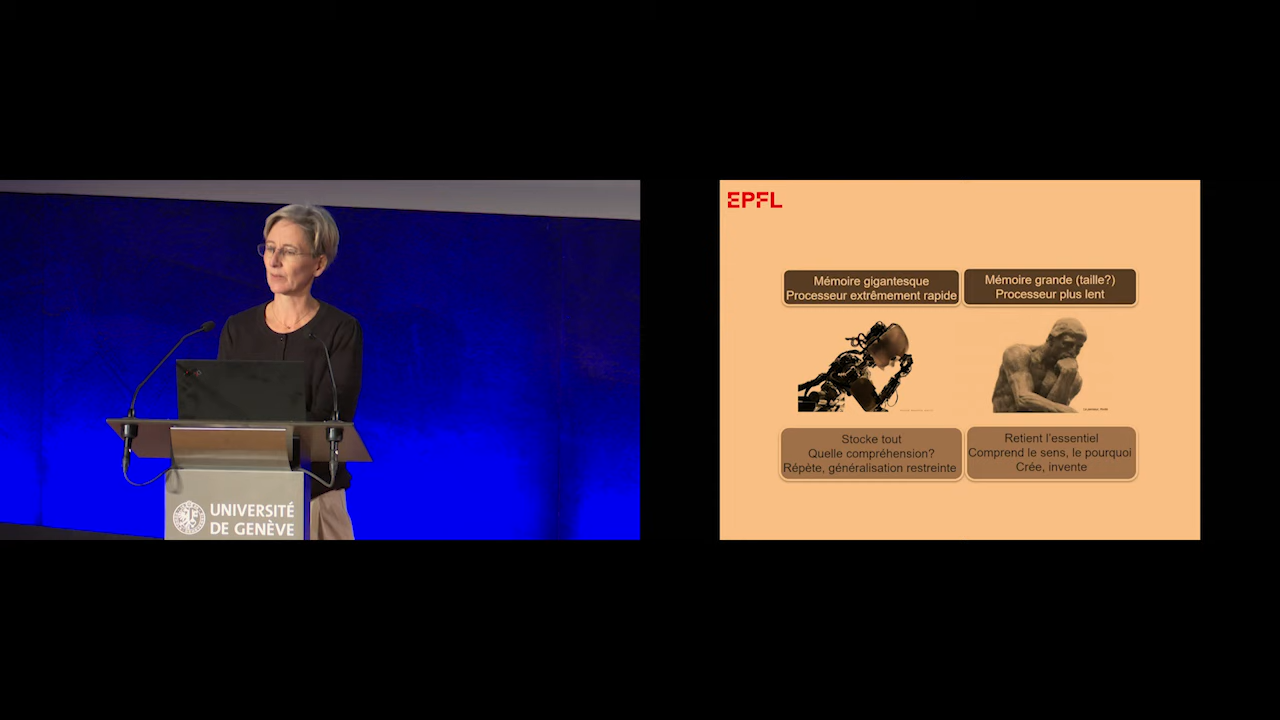 UNIVERSITÉ
DE GENÈVE
EPFL
Mémoire gigantesque
Processeur extrêmement rapide
Mémoire grande (taille?)
Processeur plus lent
Stocke tout
Quelle compréhension?
Répète, généralisation restreinte
Retient l'essentiel
Comprend le sens, le pourquoi
Crée, invente